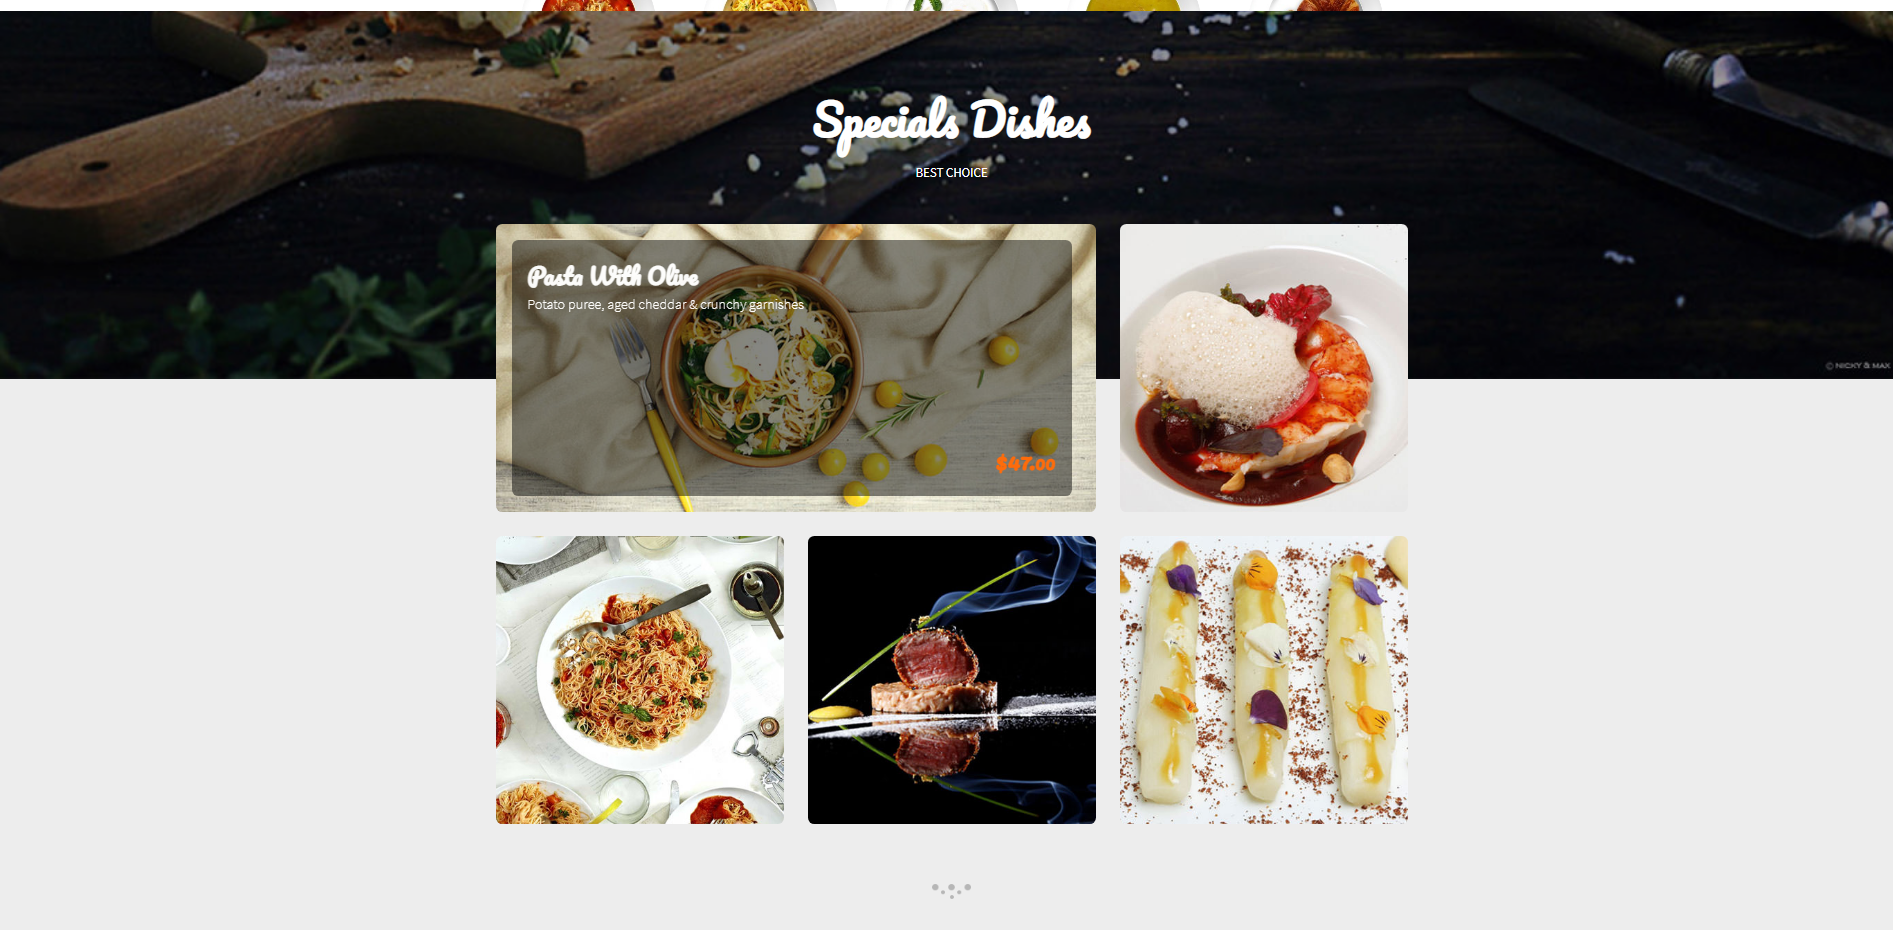 Specials Dishes
BEST CHOICE
Pasta With Olive
Potato puree, aged cheddar & crunchy garnishes
$47.00
© NICKY & MAX